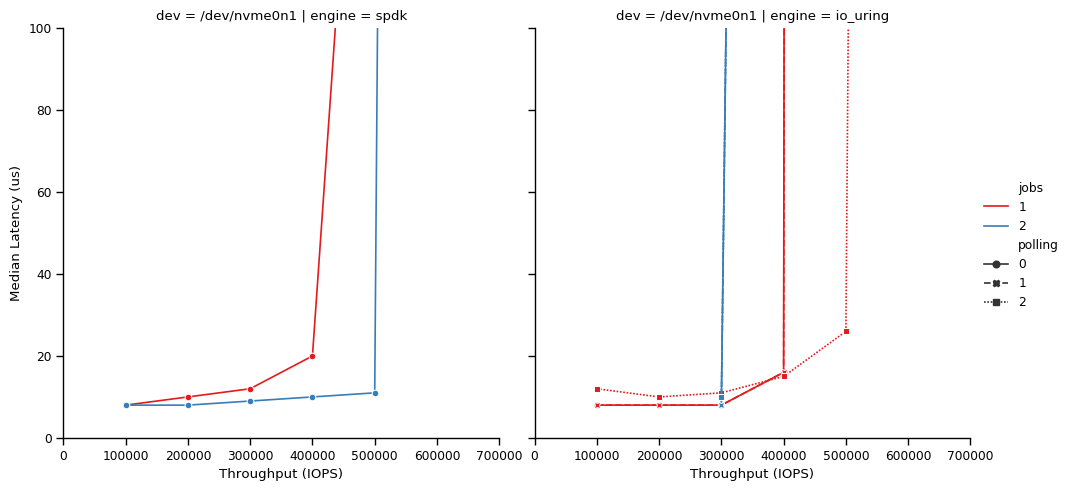 dev = /dev/nvme0n1 | engine = spdk
dev = /dev/nvme0n1 | engine = io_uring
100
80
60
40
20
0
Median Latency (us)
0 100000 200000 300000 400000 500000 600000 700000
0 100000 200000 300000 400000 500000 600000 700000
Throughput (IOPS)
Throughput (IOPS)
jobs
1
2
polling
0
1
2